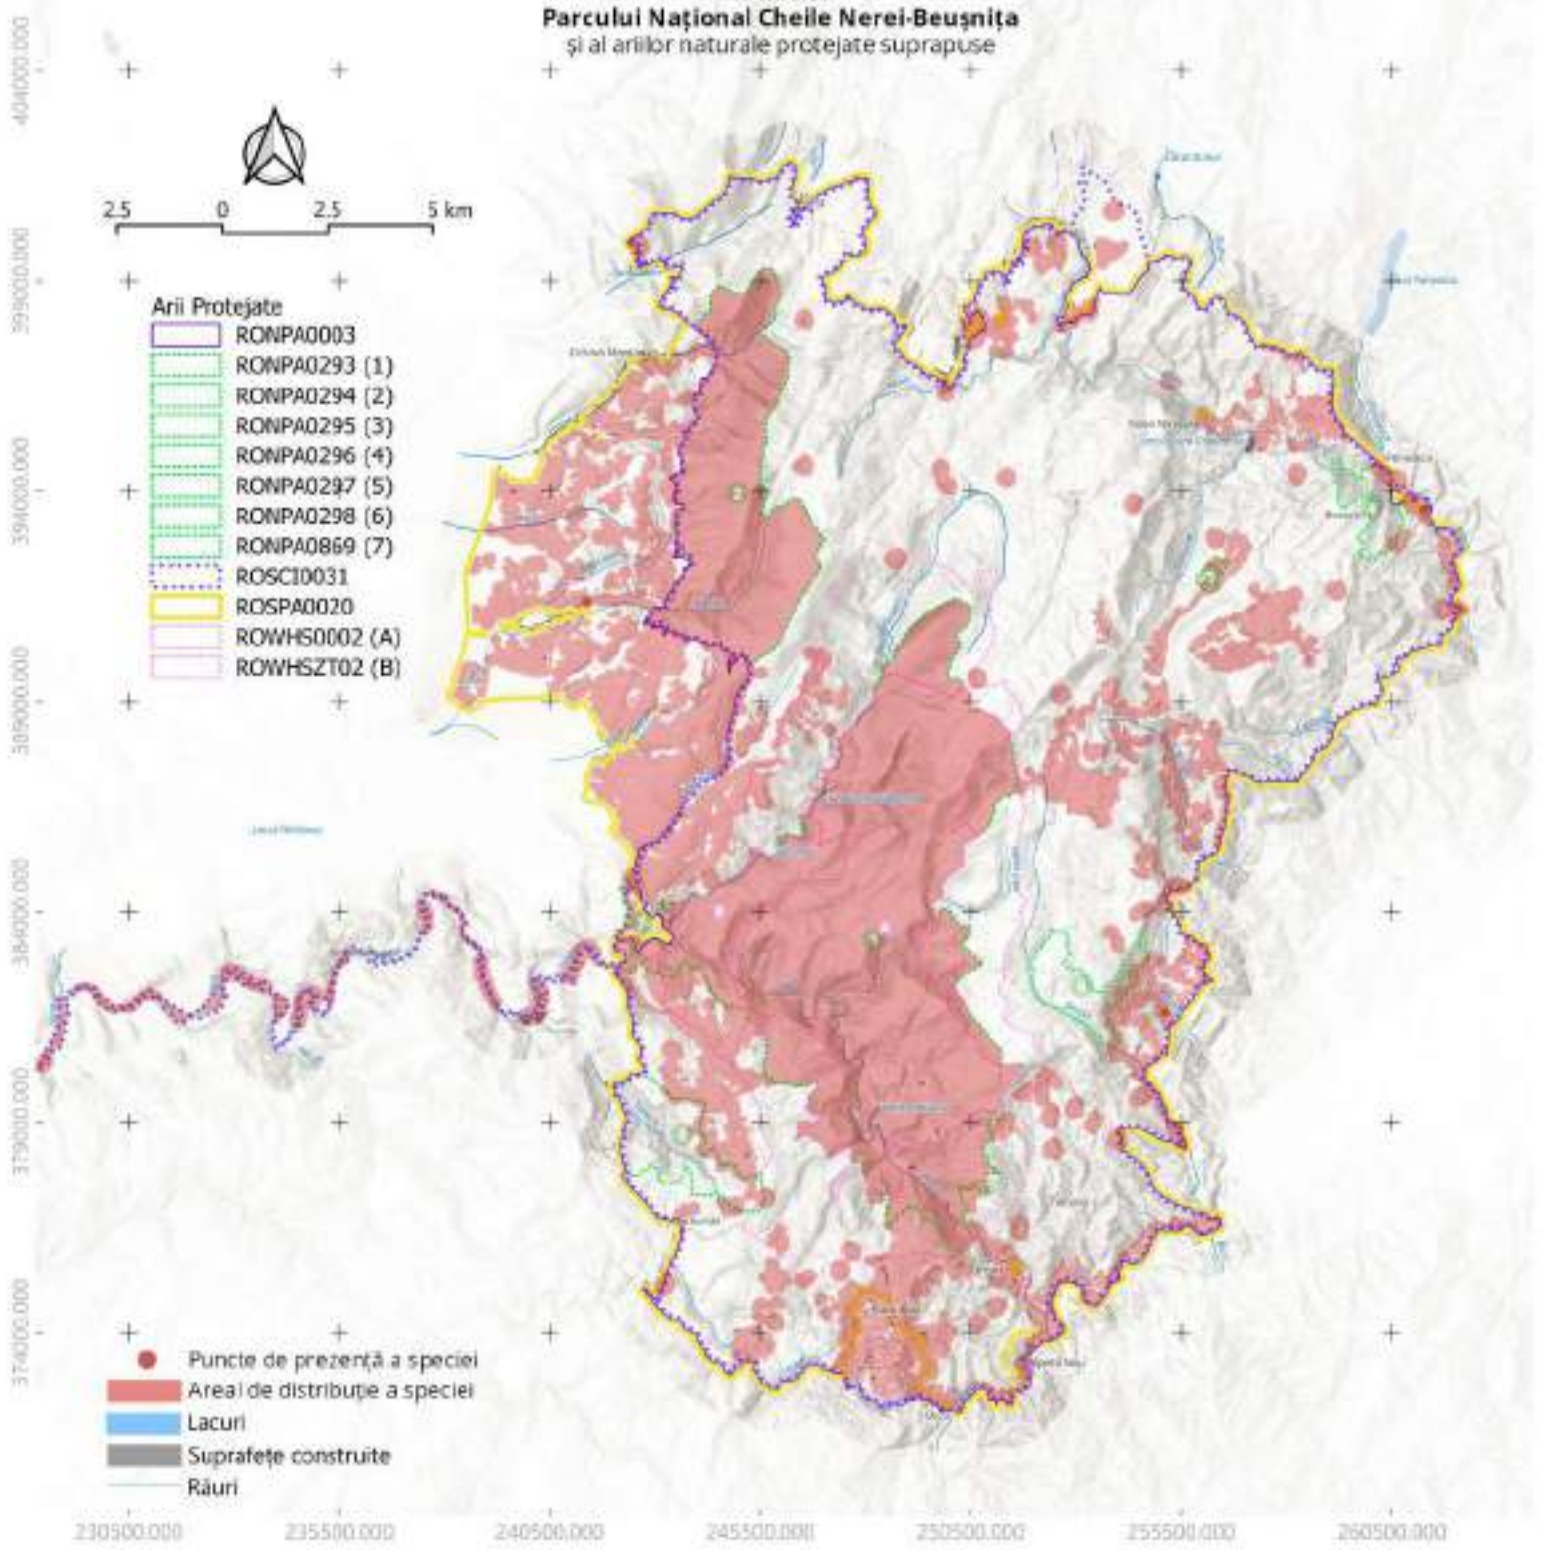 Parcului Național Cheile Nerei-Beușnița
și al ariilor naturale protejate suprapuse
2.5 0 2.5 5 km
Arii Protejate
RONPA0003
RONPA0293 (1)
RONPA0294 (2)
RONPA0295 (3)
RONPA0296 (4)
RONPA0297 (5)
RONPA0298 (6)
RONPA0869 (7)
ROSCI0031
ROSPA0020
ROWHS0002 (A)
ROWHSZT02 (B)
Puncte de prezență a speciei
Areal de distribuție a speciei
Lacuri
Suprafețe construite
Râuri
404000.000
399000.000
394000.000
389000.000
384000.000
379000.000
374000.000
230500.000 235500.000 240500.000 245500.000 250500.000 255500.000 260500.000